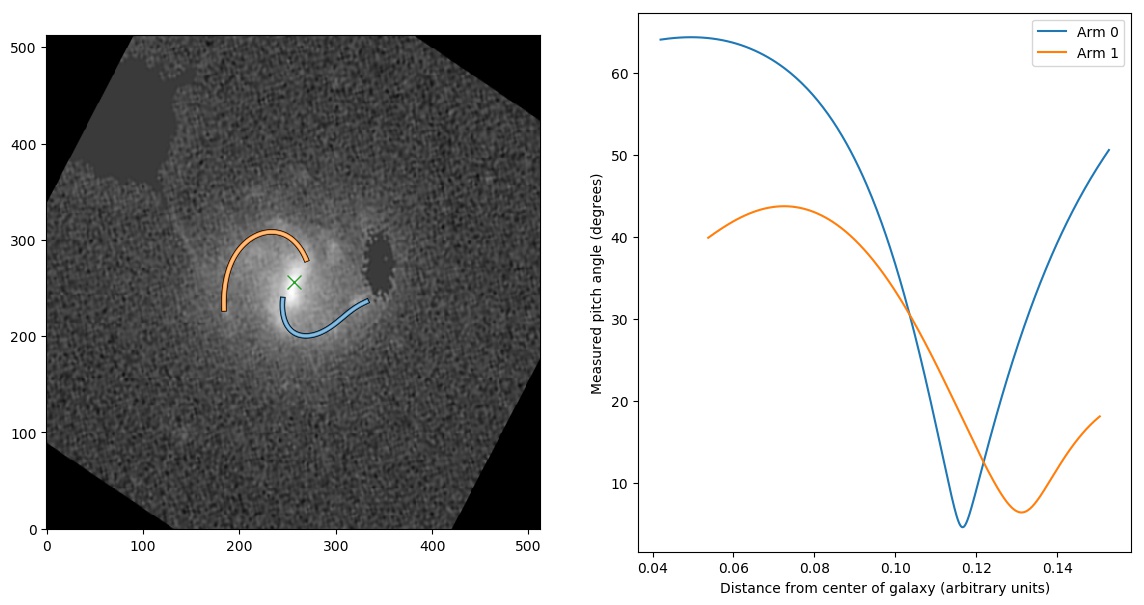 500
400
300
200
100
0
0 100 200 300 400 500
Measured pitch angle (degrees)
60
50
40
30
20
10
0.04 0.06 0.08 0.10 0.12 0.14
Distance from center of galaxy (arbitrary units)
Arm 0
Arm 1